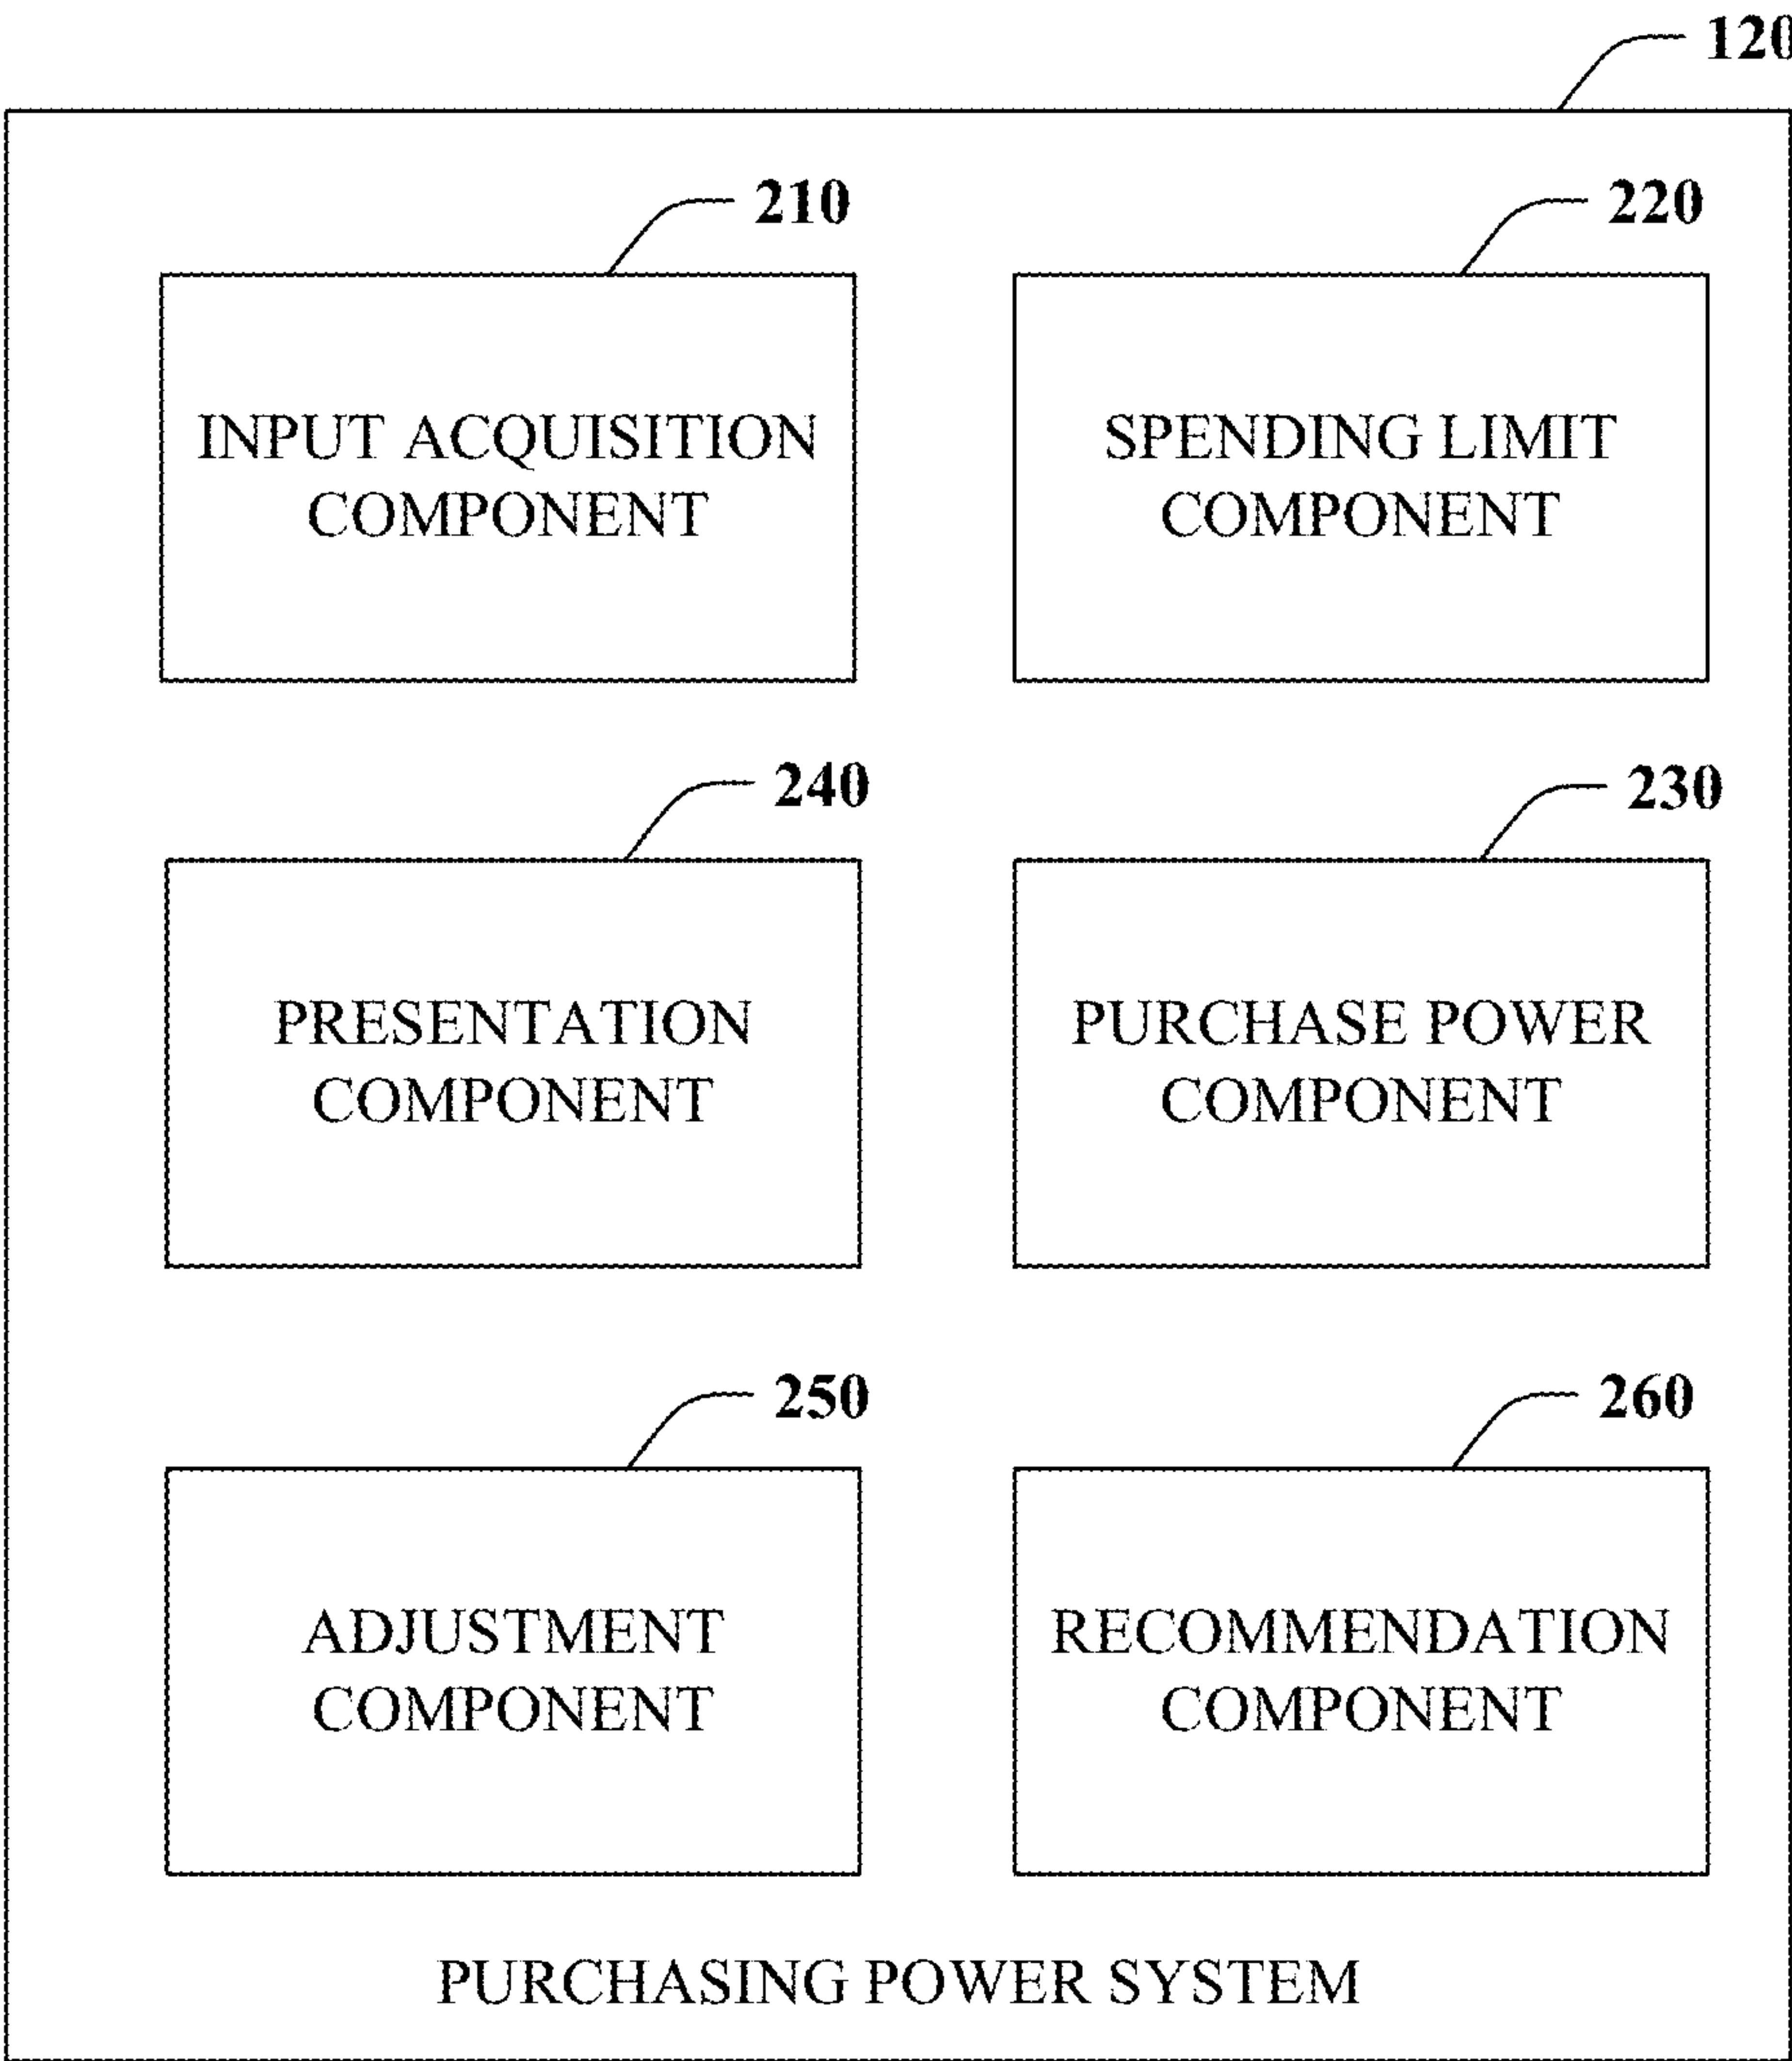 120
210
220
INPUT ACQUISITION
COMPONENT
SPENDING LIMIT
COMPONENT
240
230
PRESENTATION
COMPONENT
PURCHASE POWER
COMPONENT
250
260
ADJUSTMENT
COMPONENT
RECOMMENDATION
COMPONENT
PURCHASING POWER SYSTEM